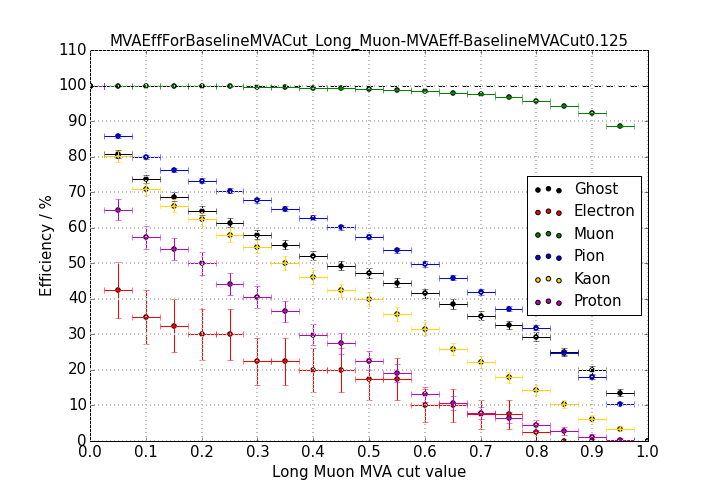 MVAEffForBaselineMVACut_Long_Muon-MVAEff-BaselineMVACut0.125
110
100
90
80
70
60
50
40
30
20
10
0
Efficiency / %
Ghost
Electron
Muon
Pion
Kaon
Proton
0.0 0.1 0.2 0.3 0.4 0.5 0.6 0.7 0.8 0.9 1.0
Long Muon MVA cut value